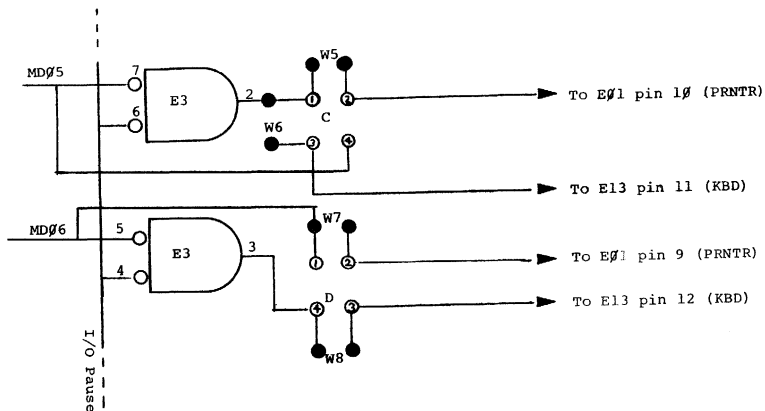 MDØ5
7
E3
2
6
W5
1
2
To EØ1 pin 1Ø (PRNTR)
C
W6
3
4
To E13 pin 11 (KBD)
MDØ6
5
E3
3
4
W7
1
2
To EØ1 pin 9 (PRNTR)
D
4
3
To E13 pin 12 (KBD)
W8
I/O Pause